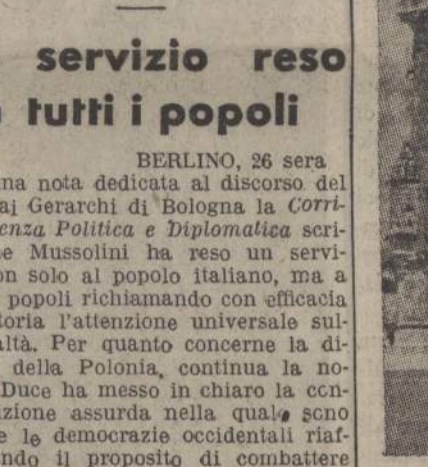 servizio reso
tutti i popoli
BERLINO, 26 sera
na nota dedicata al discorso del
ai Gerarchi di Bologna la Corri-
enza Politica e Diplomatica scri-
e Mussolini ha reso un servi-
on solo al popolo italiano, ma a
popoli richiamando con efficacia
toria l'attenzione universale sul-
altà. Per quanto concerne la di-
della Polonia, continua la no-
Duce ha messo in chiaro la con-
izione assurda nella quale sono
e le democrazie occidentali riaf-
ndo il proposito di combattere